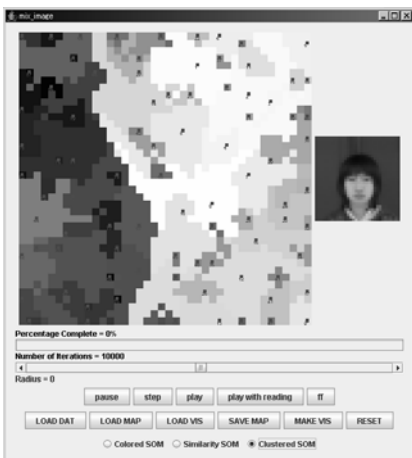 mix_image
Percentage Complete = 0%
Number of Iterations = 10000
Radius = 0
pause step play play with reading ff
LOAD DAT LOAD MAP LOAD VIS SAVE MAP MAKE VIS RESET
Colored SOM Similarity SOM Clustered SOM